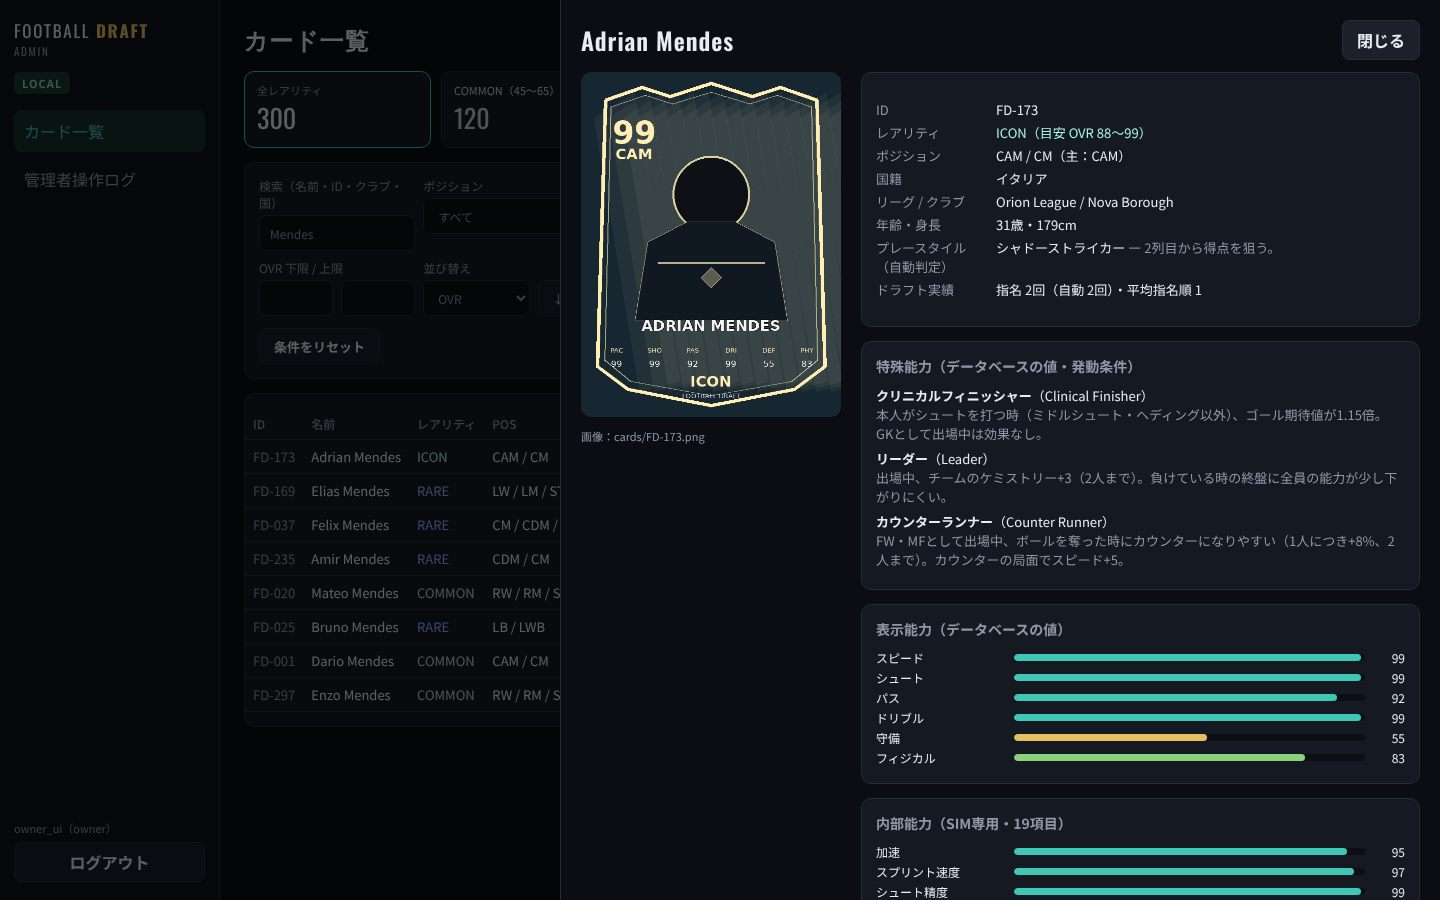 FOOTBALL DRAFT
ADMIN
LOCAL
カード一覧
管理者操作ログ
owner_ui（owner）
ログアウト
カード一覧
全レアリティ
300
COMMON（45〜65）
120
検索（名前・ID・クラブ・
国）
Mendes
ポジション
すべて
OVR 下限 / 上限
並び替え
OVR
↓
条件をリセット
ID 名前 レアリティ POS
FD-173 Adrian Mendes ICON CAM / CM
FD-169 Elias Mendes RARE LW / LM / ST
FD-037 Felix Mendes RARE CM / CDM /
FD-235 Amir Mendes RARE CDM / CM
FD-020 Mateo Mendes COMMON RW / RM / S
FD-025 Bruno Mendes RARE LB / LWB
FD-001 Dario Mendes COMMON CAM / CM
FD-297 Enzo Mendes COMMON RW / RM / S
Adrian Mendes
閉じる
99
CAM
ADRIAN MENDES
PAC SHO PAS DRI DEF PHY
99 99 92 99 55 83
ICON
FOOTBALL DRAFT
画像：cards/FD-173.png
ID FD-173
レアリティ ICON（目安 OVR 88〜99）
ポジション CAM / CM（主：CAM）
国籍 イタリア
リーグ / クラブ Orion League / Nova Borough
年齢・身長 31歳・179cm
プレースタイル シャドーストライカー — 2列目から得点を狙う。
（自動判定）
ドラフト実績 指名 2回（自動 2回）・平均指名順 1
特殊能力（データベースの値・発動条件）
クリニカルフィニッシャー（Clinical Finisher）
本人がシュートを打つ時（ミドルシュート・ヘディング以外）、ゴール期待値が1.15倍。
GKとして出場中は効果なし。
リーダー（Leader）
出場中、チームのケミストリー+3（2人まで）。負けている時の終盤に全員の能力が少し下
がりにくい。
カウンターランナー（Counter Runner）
FW・MFとして出場中、ボールを奪った時にカウンターになりやすい（1人につき+8%、2
人まで）。カウンターの局面でスピード+5。
表示能力（データベースの値）
スピード 99
シュート 99
パス 92
ドリブル 99
守備 55
フィジカル 83
内部能力（SIM専用・19項目）
加速 95
スプリント速度 97
シュート精度 99